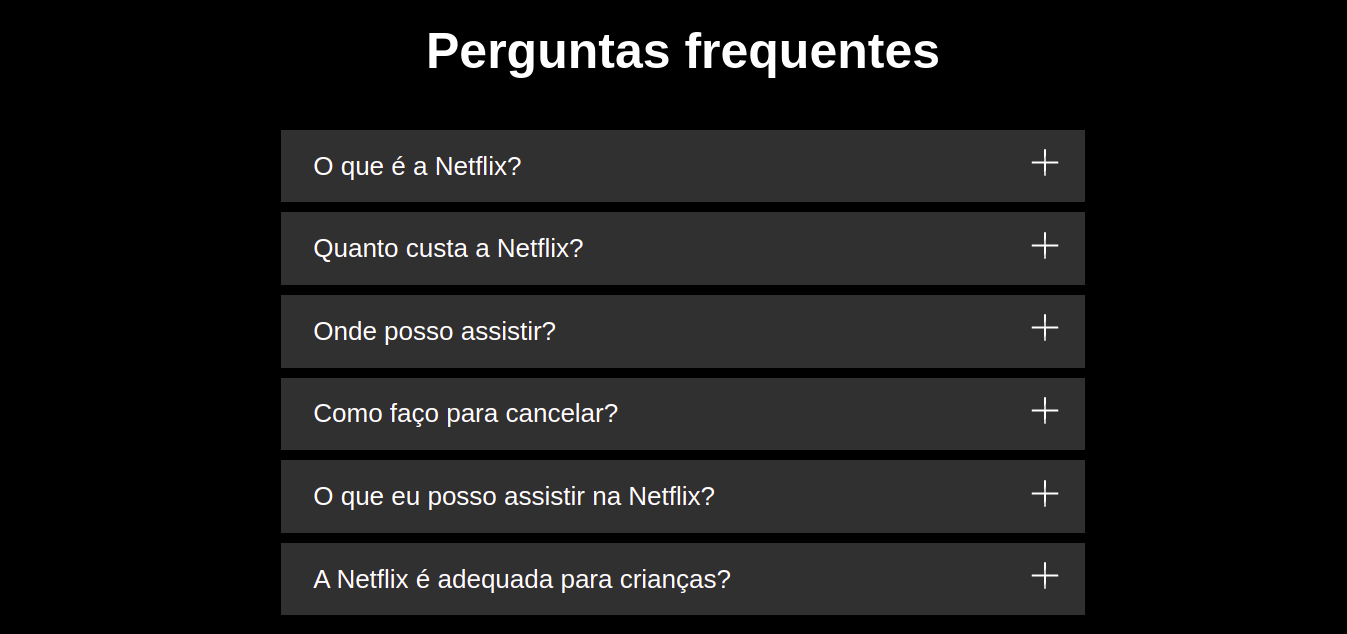 Perguntas frequentes
O que é a Netflix?
Quanto custa a Netflix?
Onde posso assistir?
Como faço para cancelar?
O que eu posso assistir na Netflix?
A Netflix é adequada para crianças?